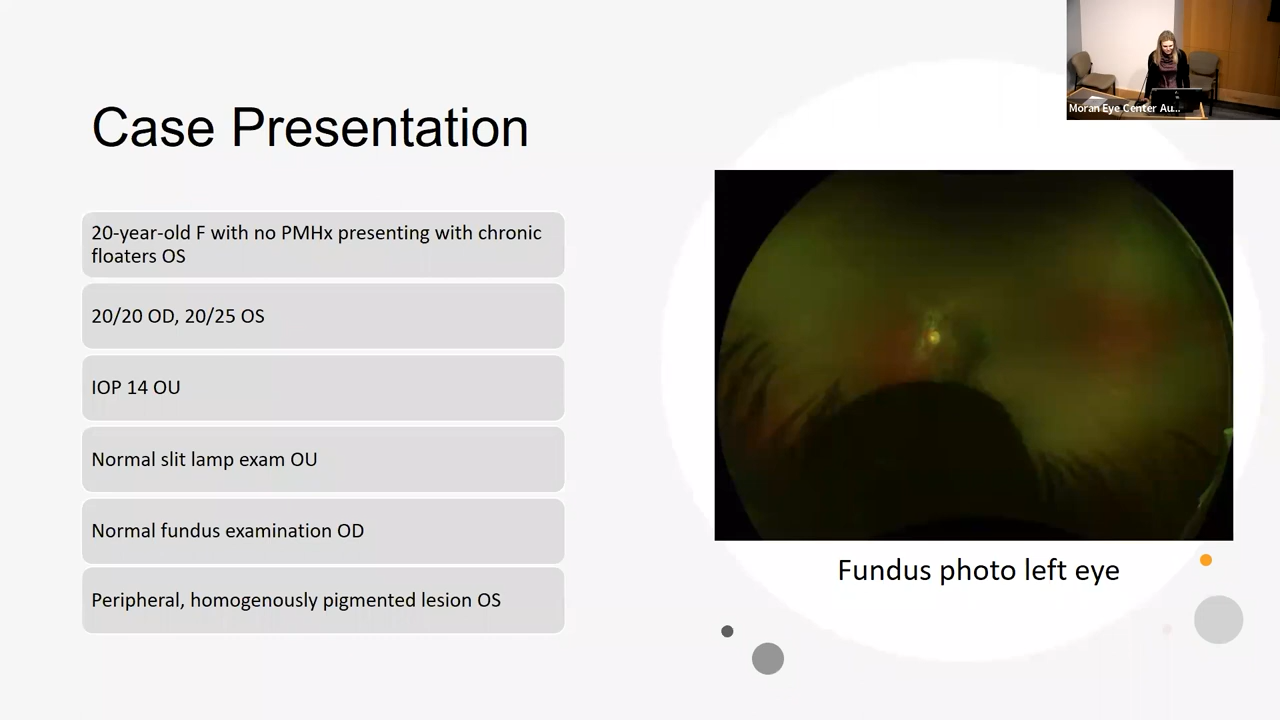 Moran Eye Center Au...
Case Presentation
20-year-old F with no PMHx presenting with chronic
floaters OS
20/20 OD, 20/25 OS
IOP 14 OU
Normal slit lamp exam OU
Normal fundus examination OD
Peripheral, homogenously pigmented lesion OS
Fundus photo left eye